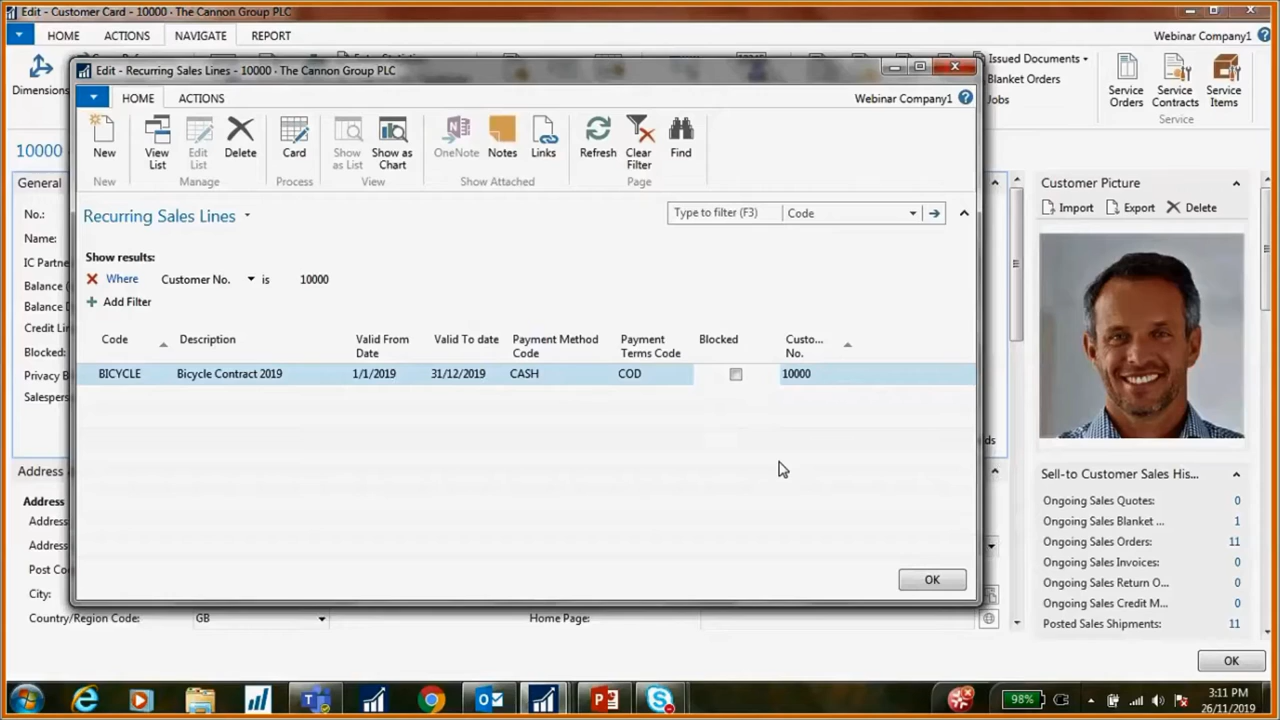 Edit - Customer Card - 10000 · The Cannon Group PLC
HOME ACTIONS NAVIGATE REPORT Webinar Company1
Dimensions
Issued Documents
Blanket Orders
Jobs
Service Orders
Service Contracts
Service Items
Service
10000
Edit - Recurring Sales Lines - 10000 · The Cannon Group PLC
HOME ACTIONS Webinar Company1
New
View List
Edit List
Delete
Card
Show as List
Show as Chart
OneNote
Notes
Links
Refresh
Clear Filter
Find
New Manage Process View Show Attached Page
Recurring Sales Lines
Type to filter (F3) Code
Show results:
Where Customer No. is 10000
Add Filter
Code Description Valid From Date Valid To date Payment Method Code Payment Terms Code Blocked Custo... No.
BICYCLE Bicycle Contract 2019 1/1/2019 31/12/2019 CASH COD 10000
OK
General
No.:
Name:
IC Partne
Balance (
Balance D
Credit Lin
Blocked:
Privacy B
Salespers
ds
Address
Address
Address
Address
Post Co
City:
Country/Region Code: GB Home Page:
Customer Picture
Import Export Delete
Sell-to Customer Sales His...
Ongoing Sales Quotes: 0
Ongoing Sales Blanket ... 1
Ongoing Sales Orders: 11
Ongoing Sales Invoices: 0
Ongoing Sales Return O... 0
Ongoing Sales Credit M... 0
Posted Sales Shipments: 11
OK
98%
3:11 PM
26/11/2019